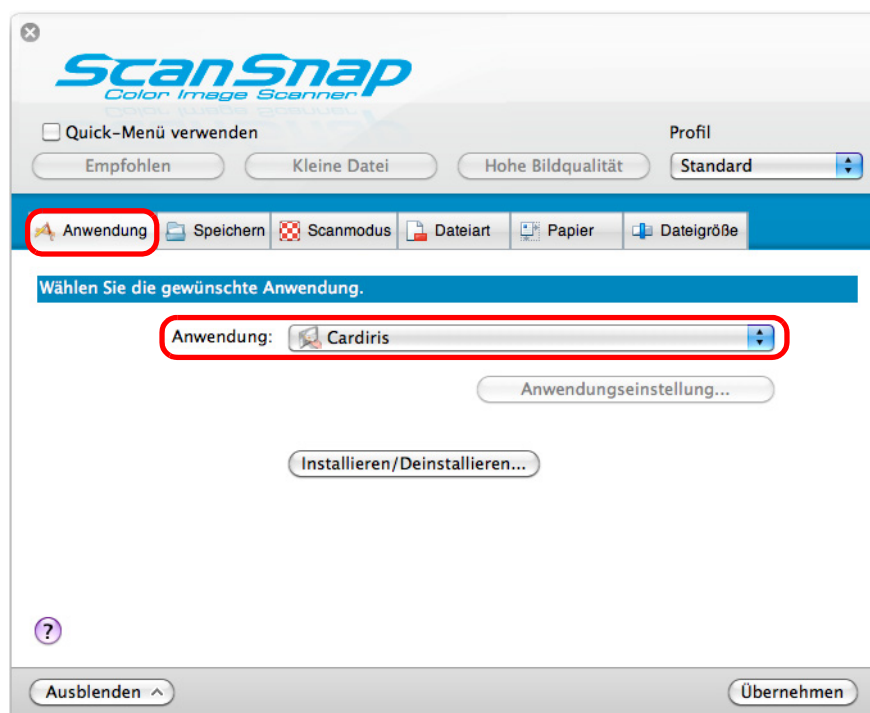 ScanSnap
Color Image Scanner
Quick-Menü verwenden
Profil
Empfohlen Kleine Datei Hohe Bildqualität Standard
Anwendung Speichern Scanmodus Dateiart Papier Dateigröße
Wählen Sie die gewünschte Anwendung.
Anwendung: Cardiris
Anwendungseinstellung...
Installieren/Deinstallieren...
?
Ausblenden Übernehmen